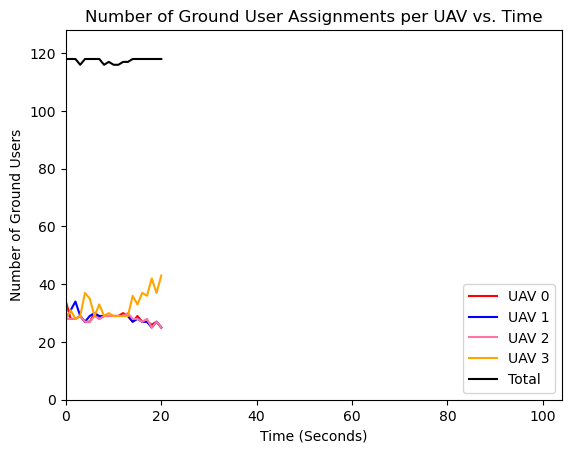 Number of Ground User Assignments per UAV vs. Time
Number of Ground Users
120
100
80
60
40
20
0
0 20 40 60 80 100
Time (Seconds)
UAV 0
UAV 1
UAV 2
UAV 3
Total